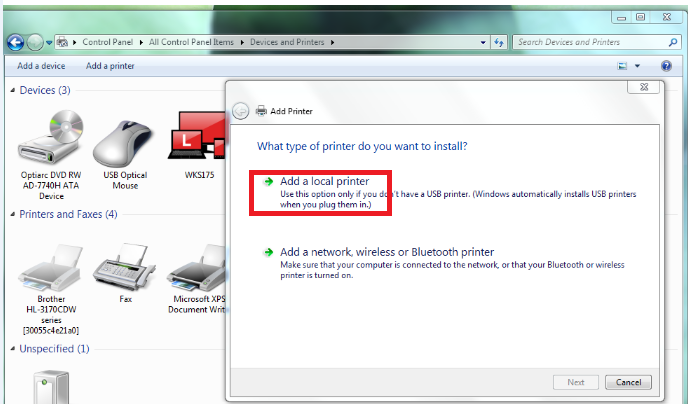 Control Panel
All Control Panel Items
Devices and Printers
Search Devices and Printers
Add a device
Add a printer
Devices (3)
Optiarc DVD RW
AD-7740H ATA
Device
USB Optical
Mouse
WKS175
Printers and Faxes (4)
Brother
HL-3170CDW
series
[30055c4e21a0]
Fax
Microsoft XPS
Document Writ
Unspecified (1)
Add Printer
What type of printer do you want to install?
Add a local printer
Use this option only if you don't have a USB printer. (Windows automatically installs USB printers
when you plug them in.)
Add a network, wireless or Bluetooth printer
Make sure that your computer is connected to the network, or that your Bluetooth or wireless
printer is turned on.
Next
Cancel